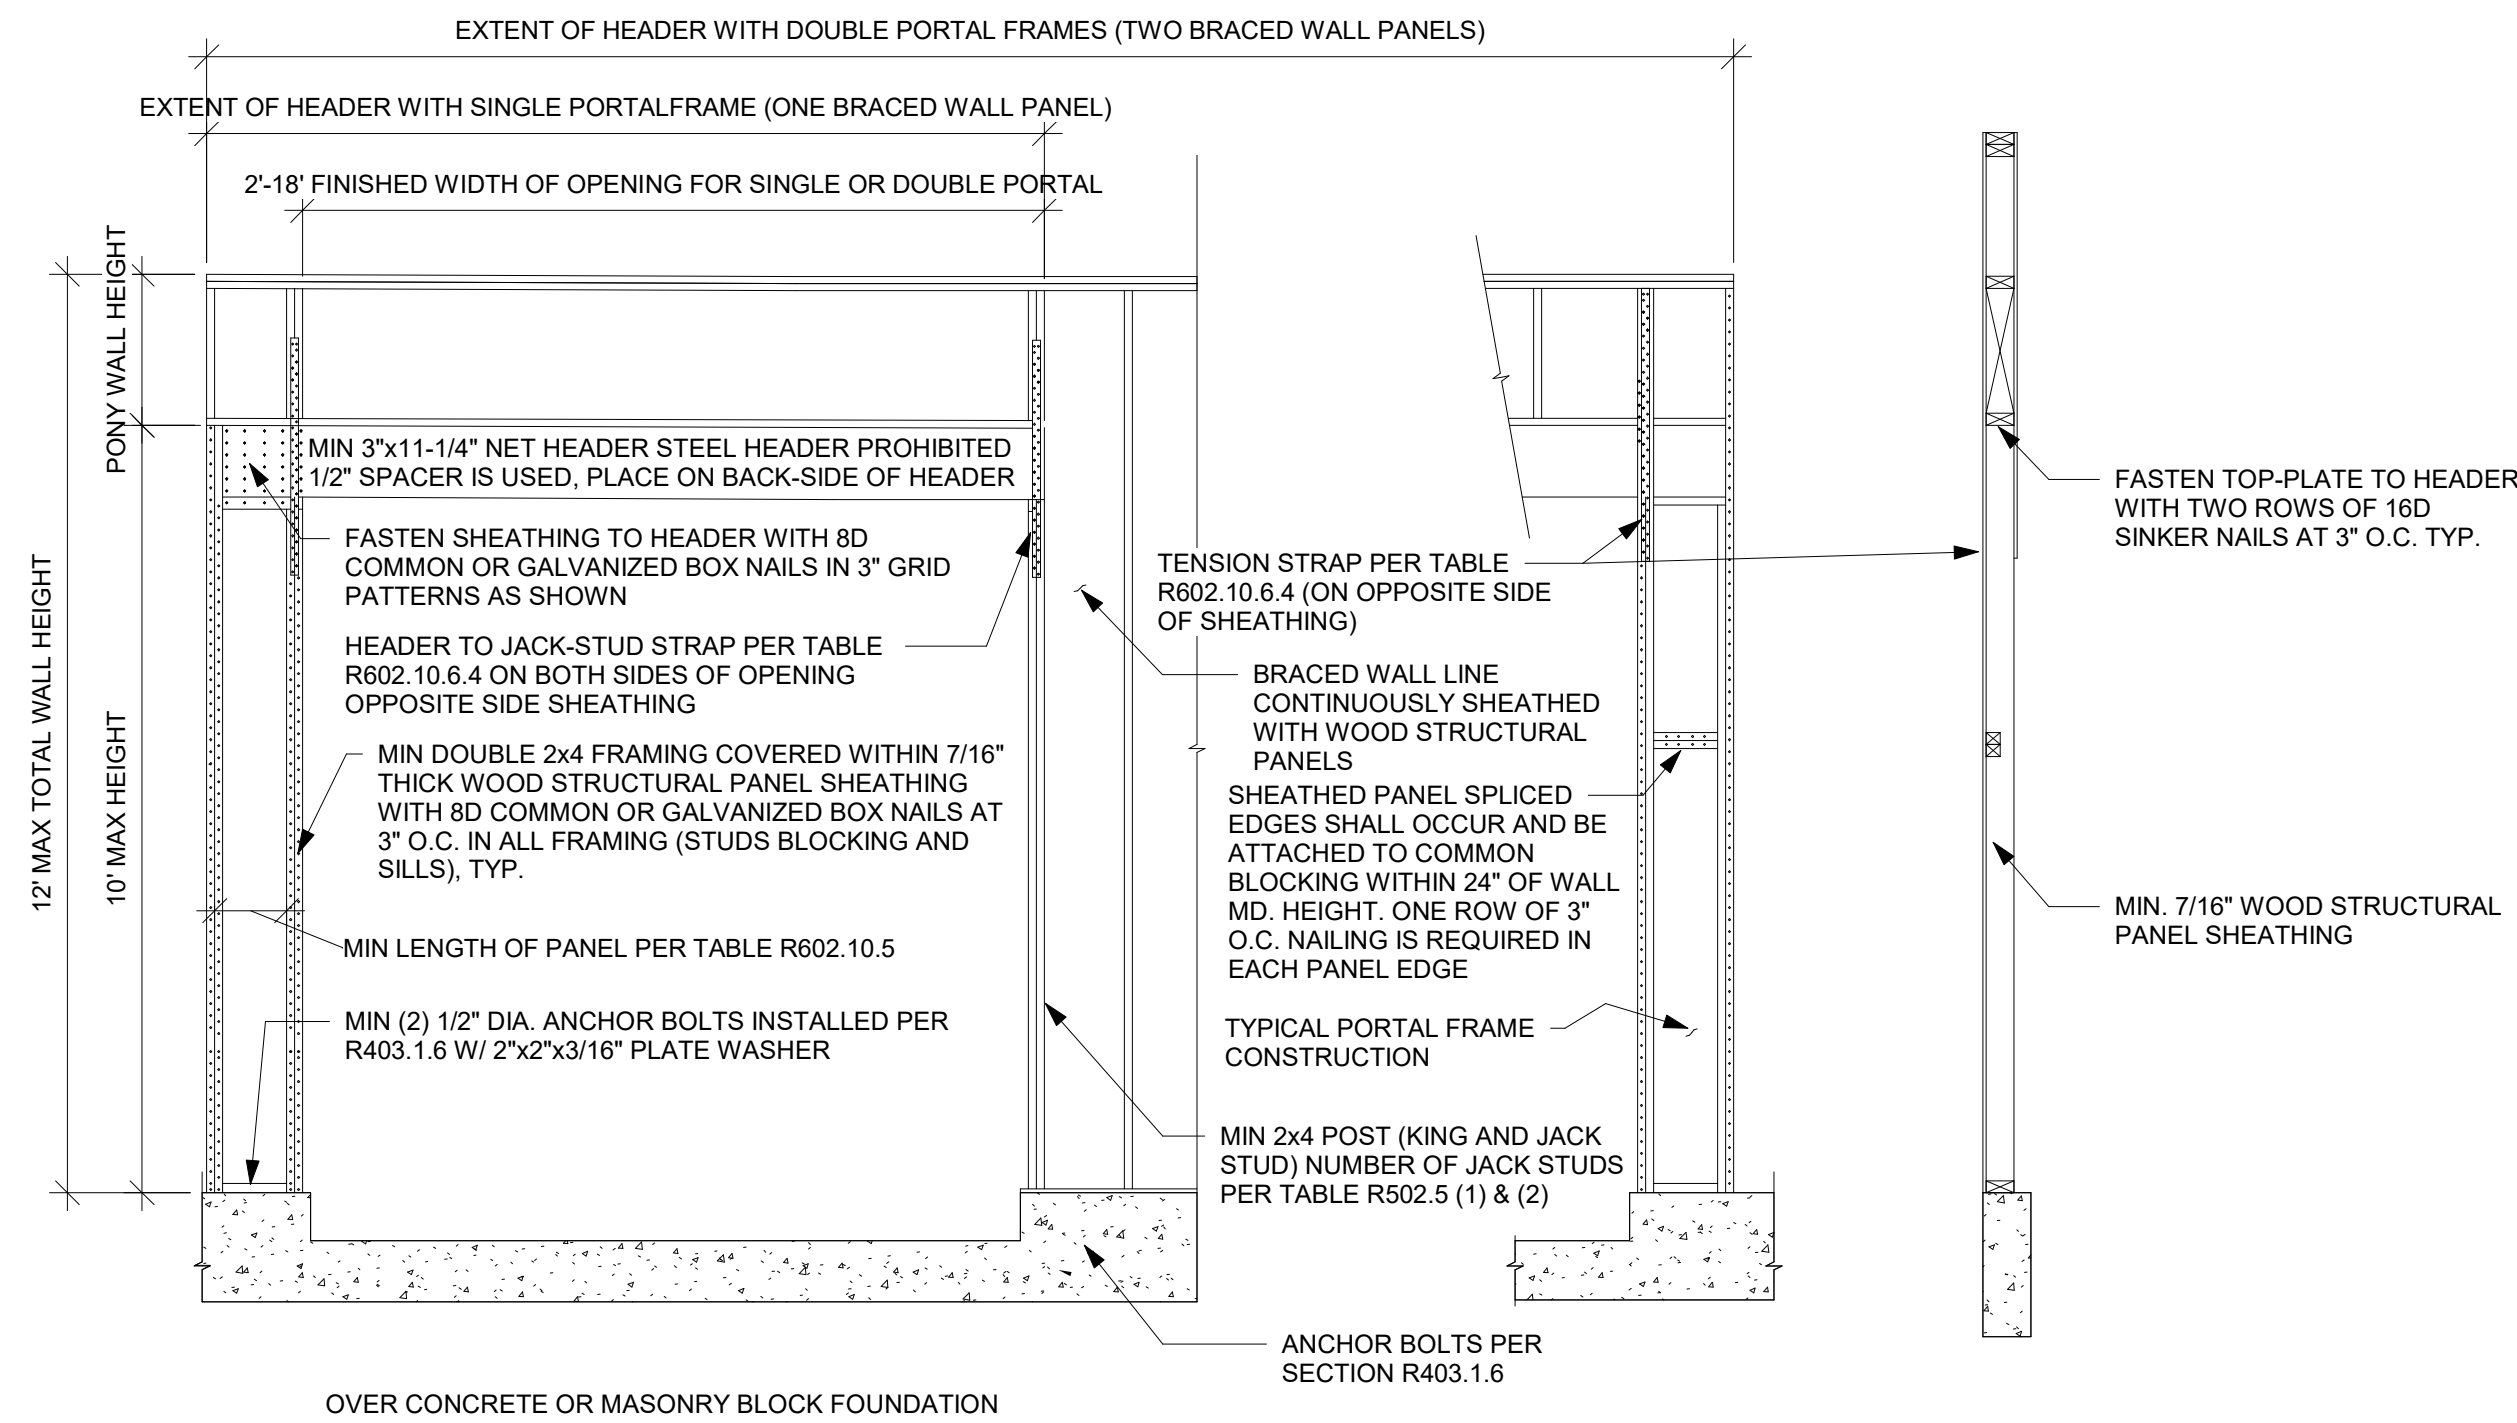 EXTENT OF HEADER WITH DOUBLE PORTAL FRAMES (TWO BRACED WALL PANELS)
EXTENT OF HEADER WITH SINGLE PORTALFRAME (ONE BRACED WALL PANEL)
2'-18' FINISHED WIDTH OF OPENING FOR SINGLE OR DOUBLE PORTAL
PONY WALL HEIGHT
12' MAX TOTAL WALL HEIGHT
10' MAX HEIGHT
MIN 3"x11-1/4" NET HEADER STEEL HEADER PROHIBITED
1/2" SPACER IS USED, PLACE ON BACK-SIDE OF HEADER
FASTEN SHEATHING TO HEADER WITH 8D
COMMON OR GALVANIZED BOX NAILS IN 3" GRID
PATTERNS AS SHOWN
HEADER TO JACK-STUD STRAP PER TABLE
R602.10.6.4 ON BOTH SIDES OF OPENING
OPPOSITE SIDE SHEATHING
MIN DOUBLE 2x4 FRAMING COVERED WITHIN 7/16"
THICK WOOD STRUCTURAL PANEL SHEATHING
WITH 8D COMMON OR GALVANIZED BOX NAILS AT
3" O.C. IN ALL FRAMING (STUDS BLOCKING AND
SILLS), TYP.
MIN LENGTH OF PANEL PER TABLE R602.10.5
MIN (2) 1/2" DIA. ANCHOR BOLTS INSTALLED PER
R403.1.6 W/ 2"x2"x3/16" PLATE WASHER
TENSION STRAP PER TABLE
R602.10.6.4 (ON OPPOSITE SIDE
OF SHEATHING)
BRACED WALL LINE
CONTINUOUSLY SHEATHED
WITH WOOD STRUCTURAL
PANELS
SHEATHED PANEL SPLICED
EDGES SHALL OCCUR AND BE
ATTACHED TO COMMON
BLOCKING WITHIN 24" OF WALL
MD. HEIGHT. ONE ROW OF 3"
O.C. NAILING IS REQUIRED IN
EACH PANEL EDGE
TYPICAL PORTAL FRAME
CONSTRUCTION
MIN 2x4 POST (KING AND JACK
STUD) NUMBER OF JACK STUDS
PER TABLE R502.5 (1) & (2)
ANCHOR BOLTS PER
SECTION R403.1.6
FASTEN TOP-PLATE TO HEADER
WITH TWO ROWS OF 16D
SINKER NAILS AT 3" O.C. TYP.
MIN. 7/16" WOOD STRUCTURAL
PANEL SHEATHING
OVER CONCRETE OR MASONRY BLOCK FOUNDATION